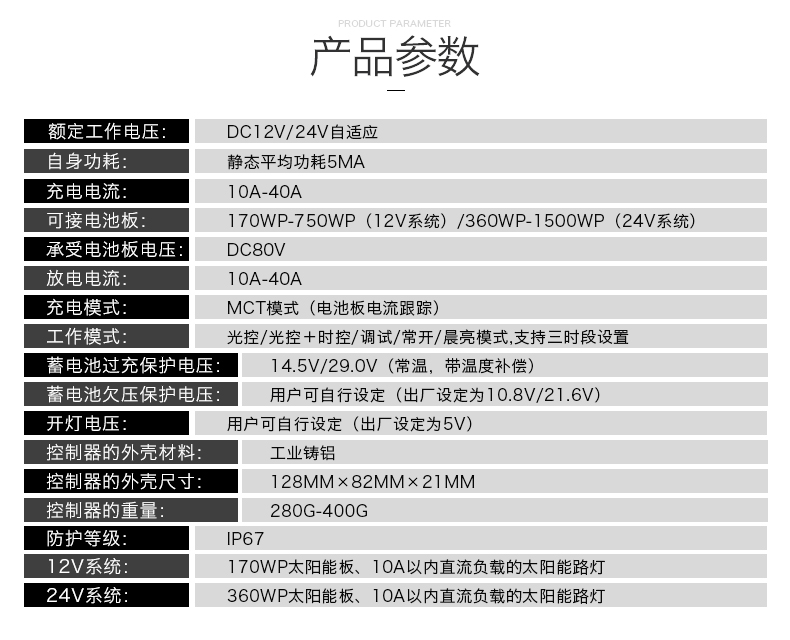 PRODUCT PARAMETER
产品参数
额定工作电压: DC12V/24V自适应
自身功耗: 静态平均功耗5MA
充电电流: 10A-40A
可接电池板: 170WP-750WP（12V系统）/360WP-1500WP（24V系统）
承受电池板电压: DC80V
放电电流: 10A-40A
充电模式: MCT模式（电池板电流跟踪）
工作模式: 光控/光控＋时控/调试/常开/晨亮模式,支持三时段设置
蓄电池过充保护电压: 14.5V/29.0V（常温，带温度补偿）
蓄电池欠压保护电压: 用户可自行设定（出厂设定为10.8V/21.6V）
开灯电压: 用户可自行设定（出厂设定为5V）
控制器的外壳材料: 工业铸铝
控制器的外壳尺寸: 128MM×82MM×21MM
控制器的重量: 280G-400G
防护等级: IP67
12V系统: 170WP太阳能板、10A以内直流负载的太阳能路灯
24V系统: 360WP太阳能板、10A以内直流负载的太阳能路灯